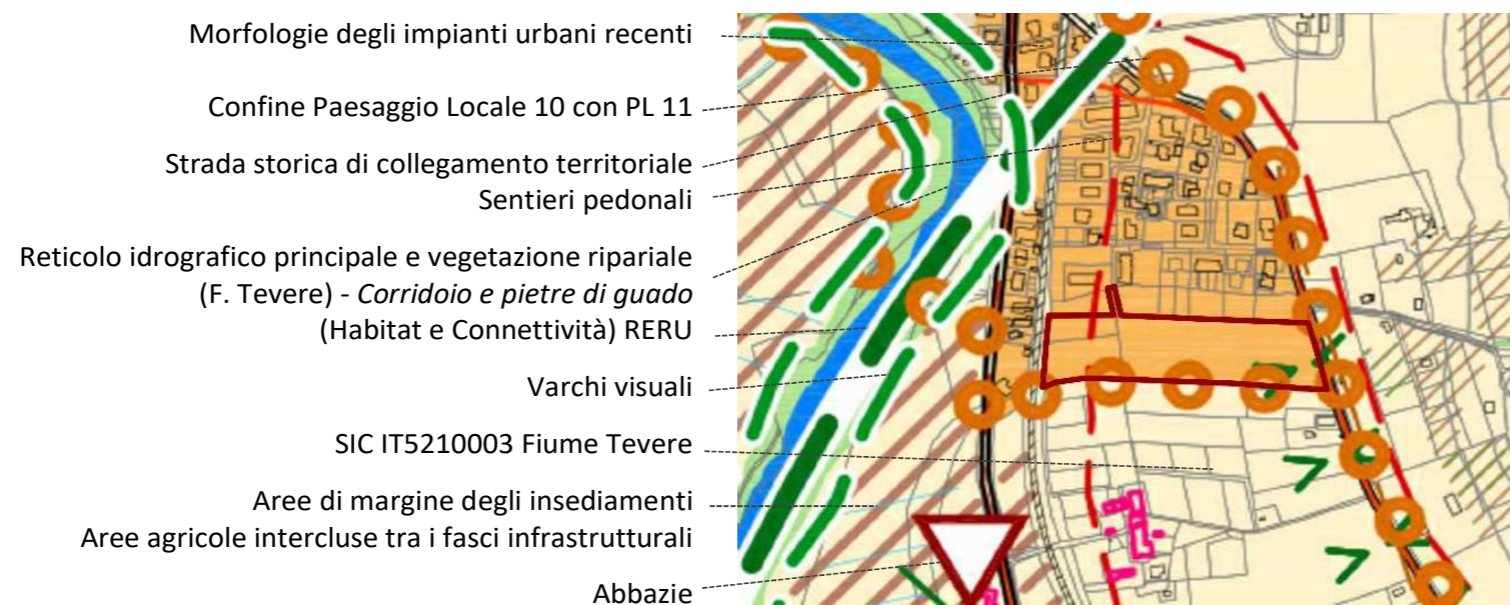 Morfologie degli impianti urbani recenti
Confine Paesaggio Locale 10 con PL 11
Strada storica di collegamento territoriale
Sentieri pedonali
Reticolo idrografico principale e vegetazione ripariale
(F. Tevere) - Corridoio e pietre di guado
(Habitat e Connettività) RERU
Varchi visuali
SIC IT5210003 Fiume Tevere
Aree di margine degli insediamenti
Aree agricole intercluse tra i fasci infrastrutturali
Abbazie